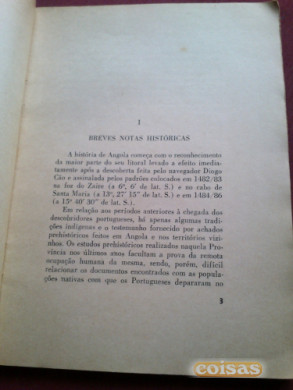 I
BREVES NOTAS HISTÓRICAS
A história de Angola começa com o reconhecimento
da maior parte do seu litoral levado a efeito imedia-
tamente após a descoberta feita pelo navegador Diogo
Cão e assinalada pelos padrões colocados em 1482/83
na foz do Zaire (a 6º, 6' de lat. S.) e no cabo de
Santa Maria (a 13º, 27' 15" de lat. S.) e em 1484/86
(a 15º 40' 30" de lat. S.).
Em relação aos períodos anteriores à chegada dos
descobridores portugueses, há apenas algumas tradi-
ções indígenas e o testemunho fornecido por achados
prehistóricos feitos em Angola e nos territórios vizi-
nhos. Os estudos prehistóricos realizados naquela Pro-
víncia nos últimos anos facultam a prova da remota
ocupação humana da mesma, sendo, porém, difícil
relacionar os documentos encontrados com as popula-
ções nativas com que os Portugueses depararam no
3
coisas